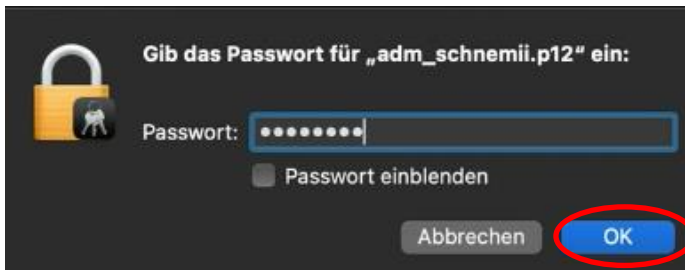 Gib das Passwort für „adm_schnemii.p12“ ein:
Passwort: ••••••••
Passwort einblenden
Abbrechen OK